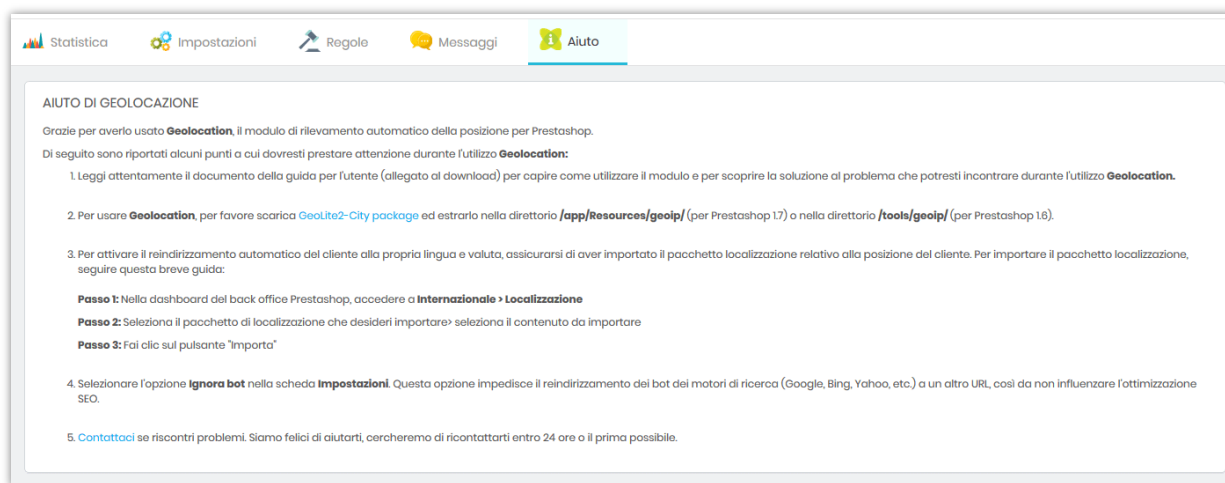 Statistica Impostazioni Regole Messaggi Aiuto
AIUTO DI GEOLOCAZIONE
Grazie per averlo usato Geolocation, il modulo di rilevamento automatico della posizione per Prestashop.
Di seguito sono riportati alcuni punti a cui dovresti prestare attenzione durante l'utilizzo Geolocation:
1. Leggi attentamente il documento della guida per l'utente (allegato al download) per capire come utilizzare il modulo e per scoprire la soluzione al problema che potresti incontrare durante l'utilizzo Geolocation.
2. Per usare Geolocation, per favore scarica GeoLite2-City package ed estrarlo nella direttorio /app/Resources/geoip/ (per Prestashop 1.7) o nella direttorio /tools/geoip/ (per Prestashop 1.6).
3. Per attivare il reindirizzamento automatico del cliente alla propria lingua e valuta, assicurarsi di aver importato il pacchetto localizzazione relativo alla posizione del cliente. Per importare il pacchetto localizzazione,
seguire questa breve guida:
Passo 1: Nella dashboard del back office Prestashop, accedere a Internazionale > Localizzazione
Passo 2: Seleziona il pacchetto di localizzazione che desideri importare> seleziona il contenuto da importare
Passo 3: Fai clic sul pulsante "Importa"
4. Selezionare l'opzione Ignora bot nella scheda Impostazioni. Questa opzione impedisce il reindirizzamento dei bot dei motori di ricerca (Google, Bing, Yahoo, etc.) a un altro URL, così da non influenzare l'ottimizzazione
SEO.
5. Contattaci se riscontri problemi. Siamo felici di aiutarti, cercheremo di ricontattarti entro 24 ore o il prima possibile.